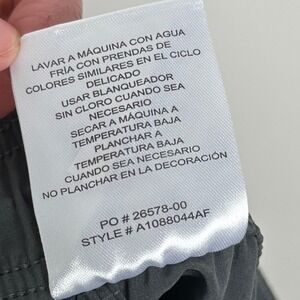 LAVAR A MÁQUINA CON AGUA
FRÍA CON PRENDAS DE
COLORES SIMILARES EN EL CICLO
DELICADO
USAR BLANQUEADOR
SIN CLORO CUANDO SEA
NECESARIO
SECAR A MÁQUINA A
TEMPERATURA BAJA
PLANCHAR A
TEMPERATURA BAJA
CUANDO SEA NECESARIO
NO PLANCHAR EN LA DECORACIÓN
PO # 26578-00
STYLE # A1088044AF